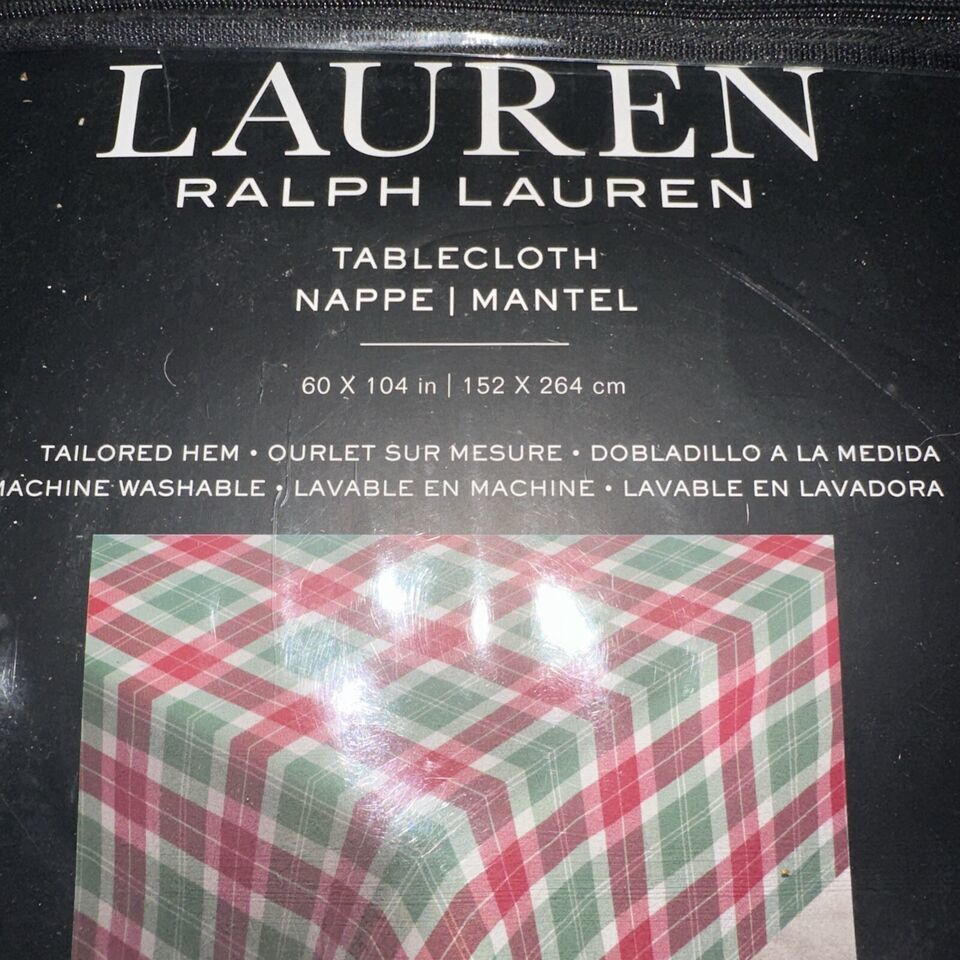 LAUREN
RALPH LAUREN
TABLECLOTH
NAPPE | MANTEL
60 X 104 in | 152 X 264 cm
TAILORED HEM • OURLET SUR MESURE • DOBLADILLO A LA MEDIDA
MACHINE WASHABLE • LAVABLE EN MACHINE • LAVABLE EN LAVADORA